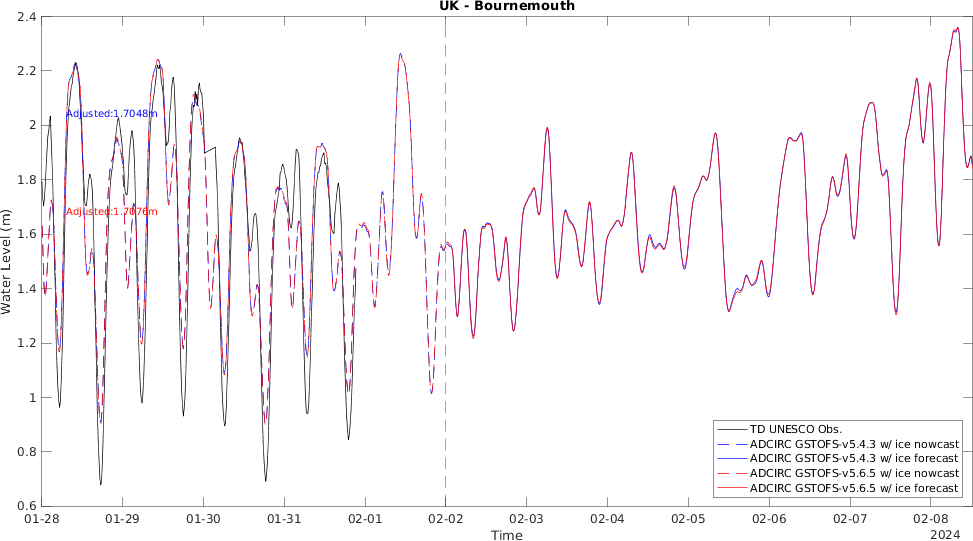 UK - Bournemouth
2.4
2.2
2
1.8
1.6
1.4
1.2
1
0.8
0.6
Water Level (m)
Adjusted:1.7048m
Adjusted:1.7076m
TD UNESCO Obs.
ADCIRC GSTOFS-v5.4.3 w/ ice nowcast
ADCIRC GSTOFS-v5.4.3 w/ ice forecast
ADCIRC GSTOFS-v5.6.5 w/ ice nowcast
ADCIRC GSTOFS-v5.6.5 w/ ice forecast
01-28 01-29 01-30 01-31 02-01 02-02 02-03 02-04 02-05 02-06 02-07 02-08
Time
2024